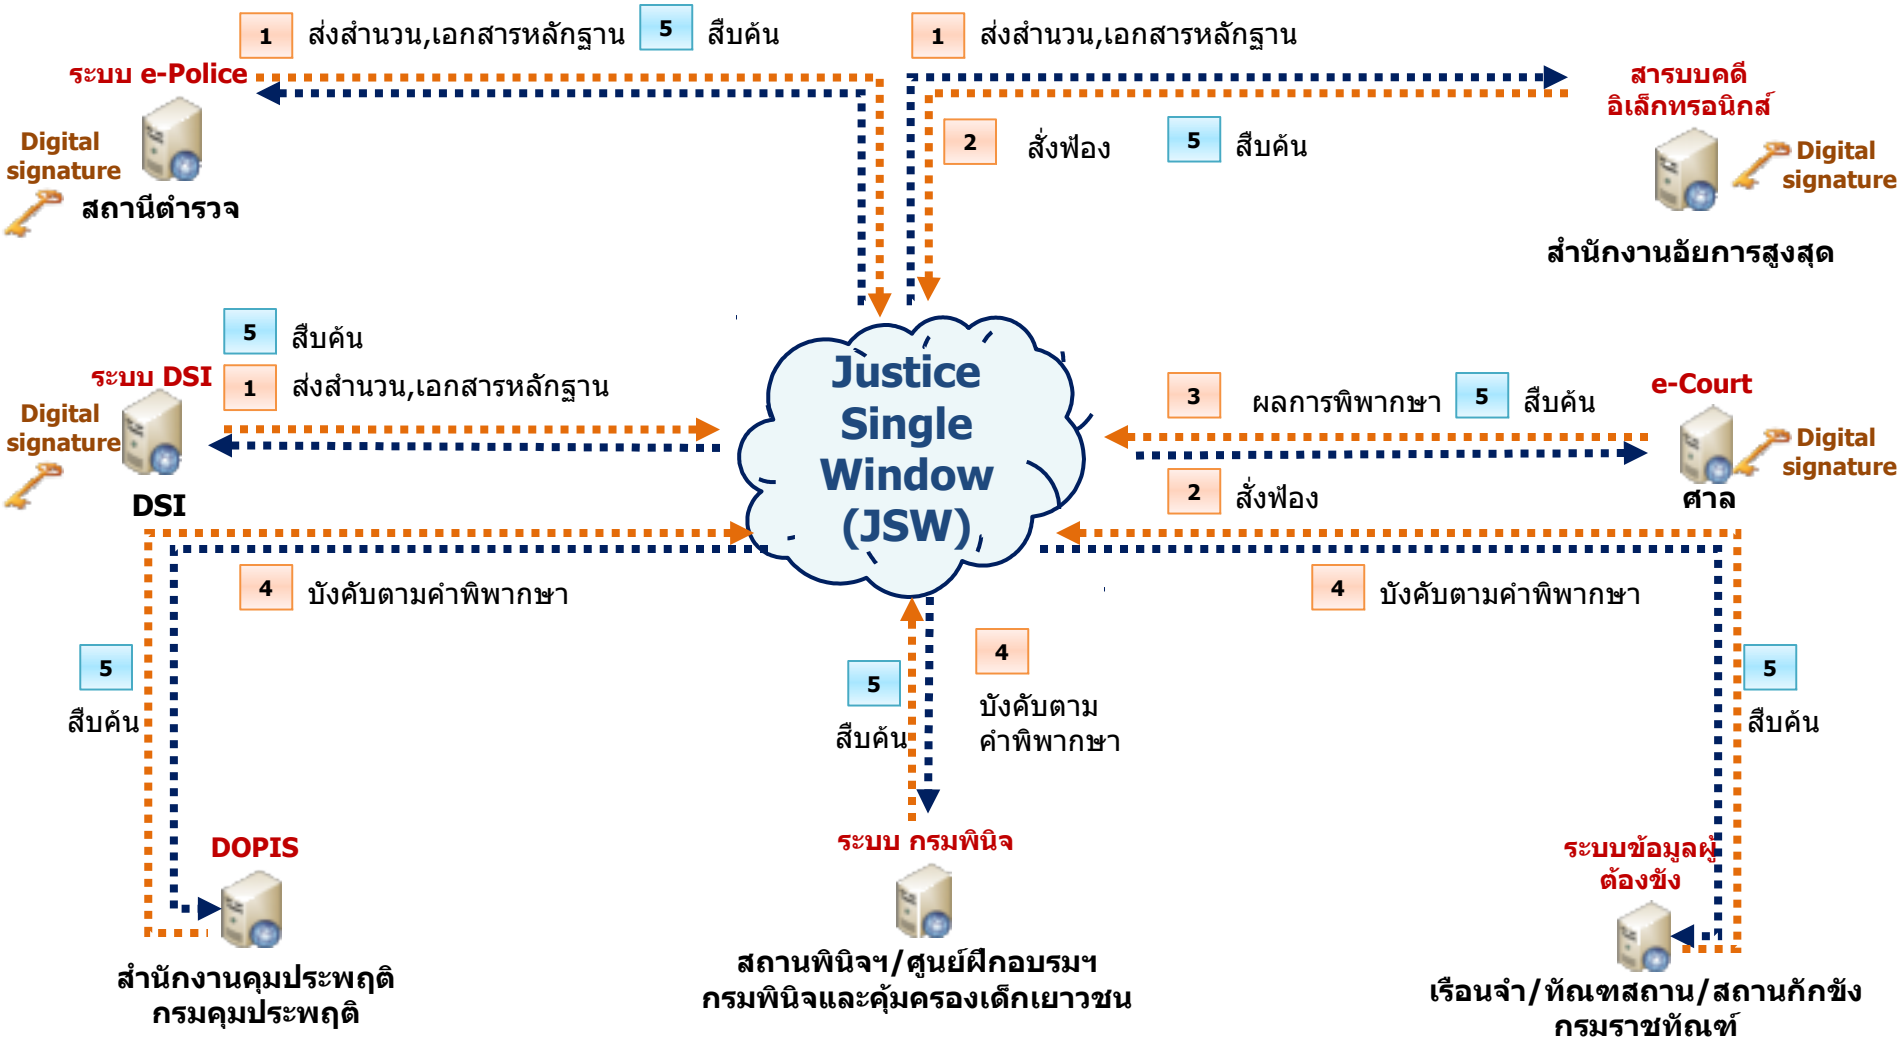 1 ส่งสำนวน,เอกสารหลักฐาน 5 สืบค้น
1 ส่งสำนวน,เอกสารหลักฐาน
ระบบ e-Police
Digital
signature
สถานีตำรวจ
สารบบคดี
อิเล็กทรอนิกส์
2 สั่งฟ้อง 5 สืบค้น
Digital
signature
สำนักงานอัยการสูงสุด
5 สืบค้น
ระบบ DSI
1 ส่งสำนวน,เอกสารหลักฐาน
Digital
signature
DSI
Justice
Single
Window
(JSW)
3 ผลการพิพากษา 5 สืบค้น
e-Court
Digital
signature
2 สั่งฟ้อง
ศาล
4 บังคับตามคำพิพากษา
5
สืบค้น
5
สืบค้น
4
บังคับตาม
คำพิพากษา
4 บังคับตามคำพิพากษา
5
สืบค้น
DOPIS
สำนักงานคุมประพฤติ
กรมคุมประพฤติ
ระบบ กรมพินิจ
สถานพินิจฯ/ศูนย์ฝึกอบรมฯ
กรมพินิจและคุ้มครองเด็กเยาวชน
ระบบข้อมูลผู้
ต้องขัง
เรือนจำ/ทัณฑสถาน/สถานกักขัง
กรมราชทัณฑ์